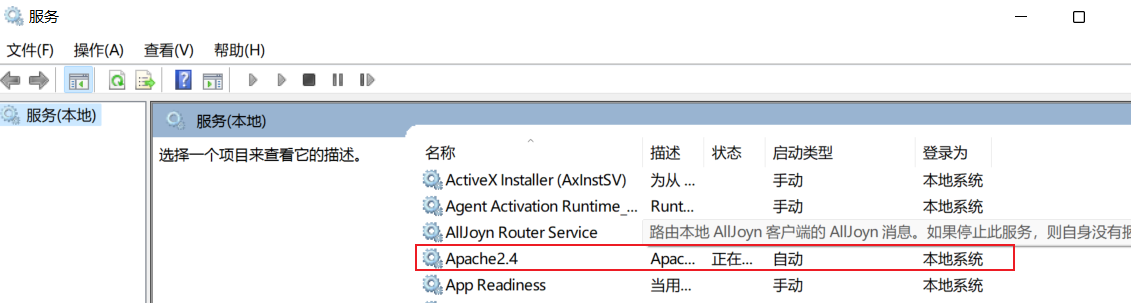 服务
文件(F) 操作(A) 查看(V) 帮助(H)
服务(本地)
服务(本地)
选择一个项目来查看它的描述。
名称 描述 状态 启动类型 登录为
ActiveX Installer (AxInstSV) 为从 ... 手动 本地系统
Agent Activation Runtime_... Runt... 手动 本地系统
AllJoyn Router Service 路由本地 AllJoyn 客户端的 AllJoyn 消息。如果停止此服务，则自身没有
Apache2.4 Apac... 正在... 自动 本地系统
App Readiness 当用... 手动 本地系统